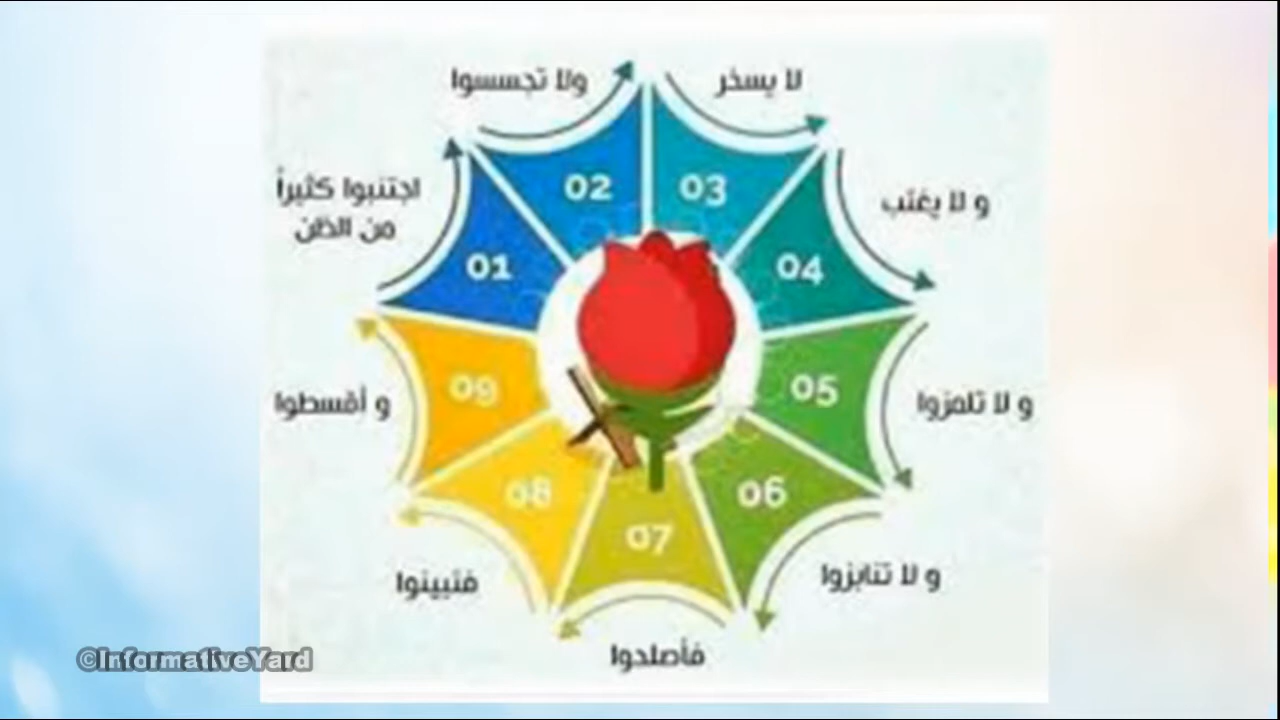 ولا تجسسوا
لا يسخر
اجتنبوا كثيراً
من الظن
و لا يغتب
02
03
01
04
09
05
و أقسطوا
و لا تلمزوا
08
06
07
فتبينوا
و لا تنابزوا
فأصلحوا
©InformativeYard